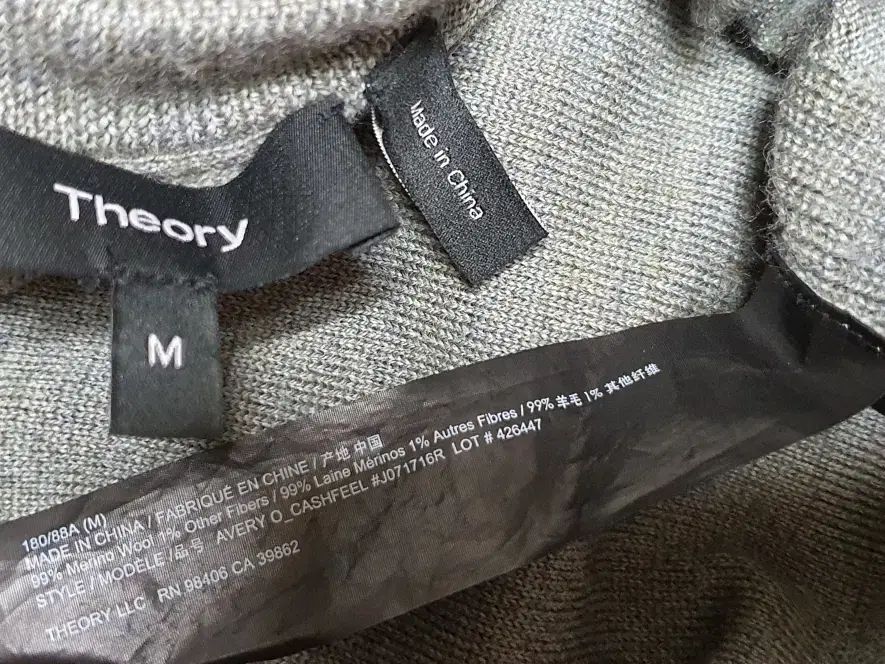 Theory
Made in China
M
180/88A (M)
MADE IN CHINA / FABRIQUÉ EN CHINE / 产地 中国
99% Merino Wool 1% Other Fibers / 99% Laine Mérinos 1% Autres Fibres / 99% 羊毛 1% 其他纤维
STYLE / MODÈLE /品号 AVERY O_CASHFEEL #J071716R LOT # 426447
THEORY LLC RN 98406 CA 39862